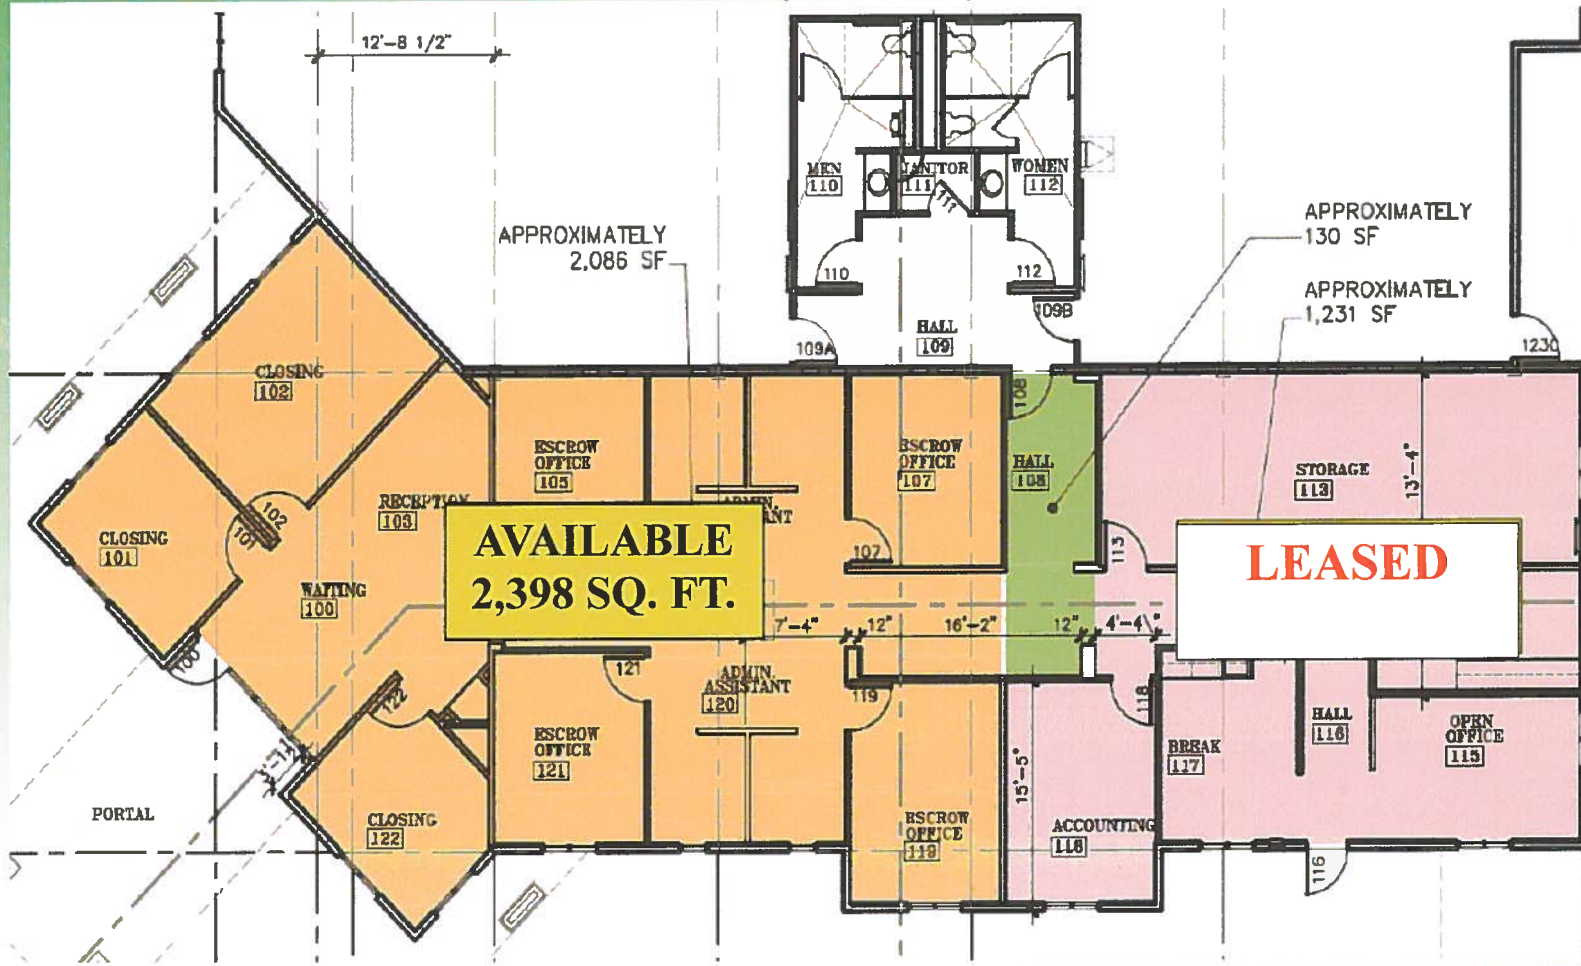 12'-8 1/2"
MEN
110
JANITOR
111
WOMEN
112
111
APPROXIMATELY
2,086 SF
APPROXIMATELY
130 SF
APPROXIMATELY
1,231 SF
110
112
109B
109A
HALL
109
123C
CLOSING
102
108
ESCROW
OFFICE
105
ESCROW
OFFICE
107
HALL
108
STORAGE
113
13'-4"
RECEPTION
103
ADMIN.
102
101
CLOSING
101
107
113
AVAILABLE
2,398 SQ. FT.
LEASED
WAITING
100
7'-4"
12"
16'-2"
12"
4'-4
100
121
122
ADMIN.
ASSISTANT
120
119
118
ESCROW
OFFICE
121
HALL
116
OPEN
OFFICE
115
BREAK
117
15'-5"
PORTAL
CLOSING
122
ESCROW
OFFICE
119
ACCOUNTING
118
116